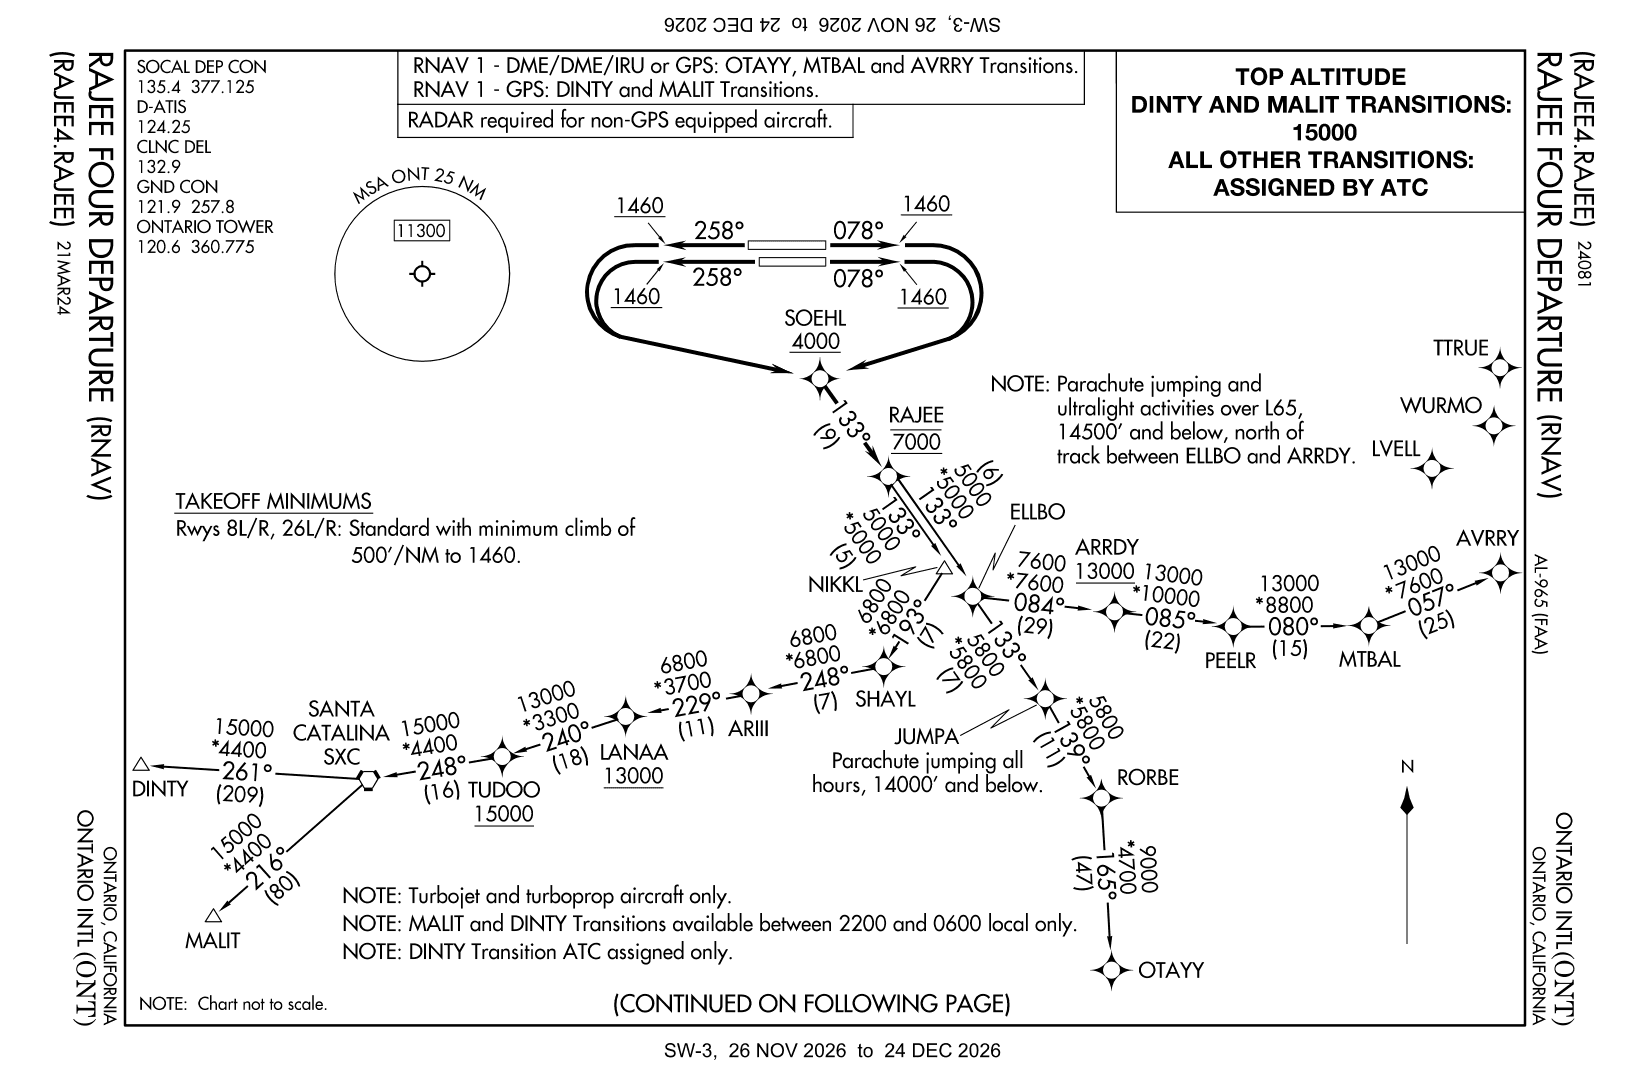 SW-3, 26 NOV 2026 to 24 DEC 2026
(RAJEE4.RAJEE) 21MAR24
RAJEE FOUR DEPARTURE (RNAV)
ONTARIO INTL (ONT)
ONTARIO, CALIFORNIA
SOCAL DEP CON
135.4 377.125
D-ATIS
124.25
CLNC DEL
132.9
GND CON
121.9 257.8
ONTARIO TOWER
120.6 360.775
RNAV 1 - DME/DME/IRU or GPS: OTAYY, MTBAL and AVRRY Transitions.
RNAV 1 - GPS: DINTY and MALIT Transitions.
RADAR required for non-GPS equipped aircraft.
TOP ALTITUDE
DINTY AND MALIT TRANSITIONS:
15000
ALL OTHER TRANSITIONS:
ASSIGNED BY ATC
MSA ONT 25 NM
11300
1460
1460
258°
078°
258°
078°
1460
1460
SOEHL
4000
133°
(9)
RAJEE
7000
(6)
5000
*5000
133°
133°
5000
*5000
(5)
NOTE: Parachute jumping and
ultralight activities over L65,
14500' and below, north of
track between ELLBO and ARRDY.
TTRUE
WURMO
LVELL
TAKEOFF MINIMUMS
Rwys 8L/R, 26L/R: Standard with minimum climb of
500'/NM to 1460.
ELLBO
NIKKL
7600
*7600
084°
(29)
ARRDY
13000
13000
*10000
085°
(22)
PEELR
13000
*8800
080°
(15)
MTBAL
13000
*7600
057°
(25)
AVRRY
6800
*6800
193°
(7)
SHAYL
6800
*6800
248°
(7)
ARIII
6800
*3700
229°
(11)
LANAA
13000
13000
*3300
240°
(18)
TUDOO
15000
15000
*4400
248°
(16)
SANTA
CATALINA
SXC
15000
*4400
261°
(209)
DINTY
15000
*4400
216°
(80)
MALIT
133°
5800
*5800
(7)
JUMPA
Parachute jumping all
hours, 14000' and below.
5800
*5800
139°
(11)
RORBE
9000
*4700
165°
(47)
OTAYY
N
NOTE: Turbojet and turboprop aircraft only.
NOTE: MALIT and DINTY Transitions available between 2200 and 0600 local only.
NOTE: DINTY Transition ATC assigned only.
NOTE: Chart not to scale.
(CONTINUED ON FOLLOWING PAGE)
(RAJEE4.RAJEE) 24081
RAJEE FOUR DEPARTURE (RNAV)
AL-965 (FAA)
ONTARIO INTL (ONT)
ONTARIO, CALIFORNIA
SW-3, 26 NOV 2026 to 24 DEC 2026